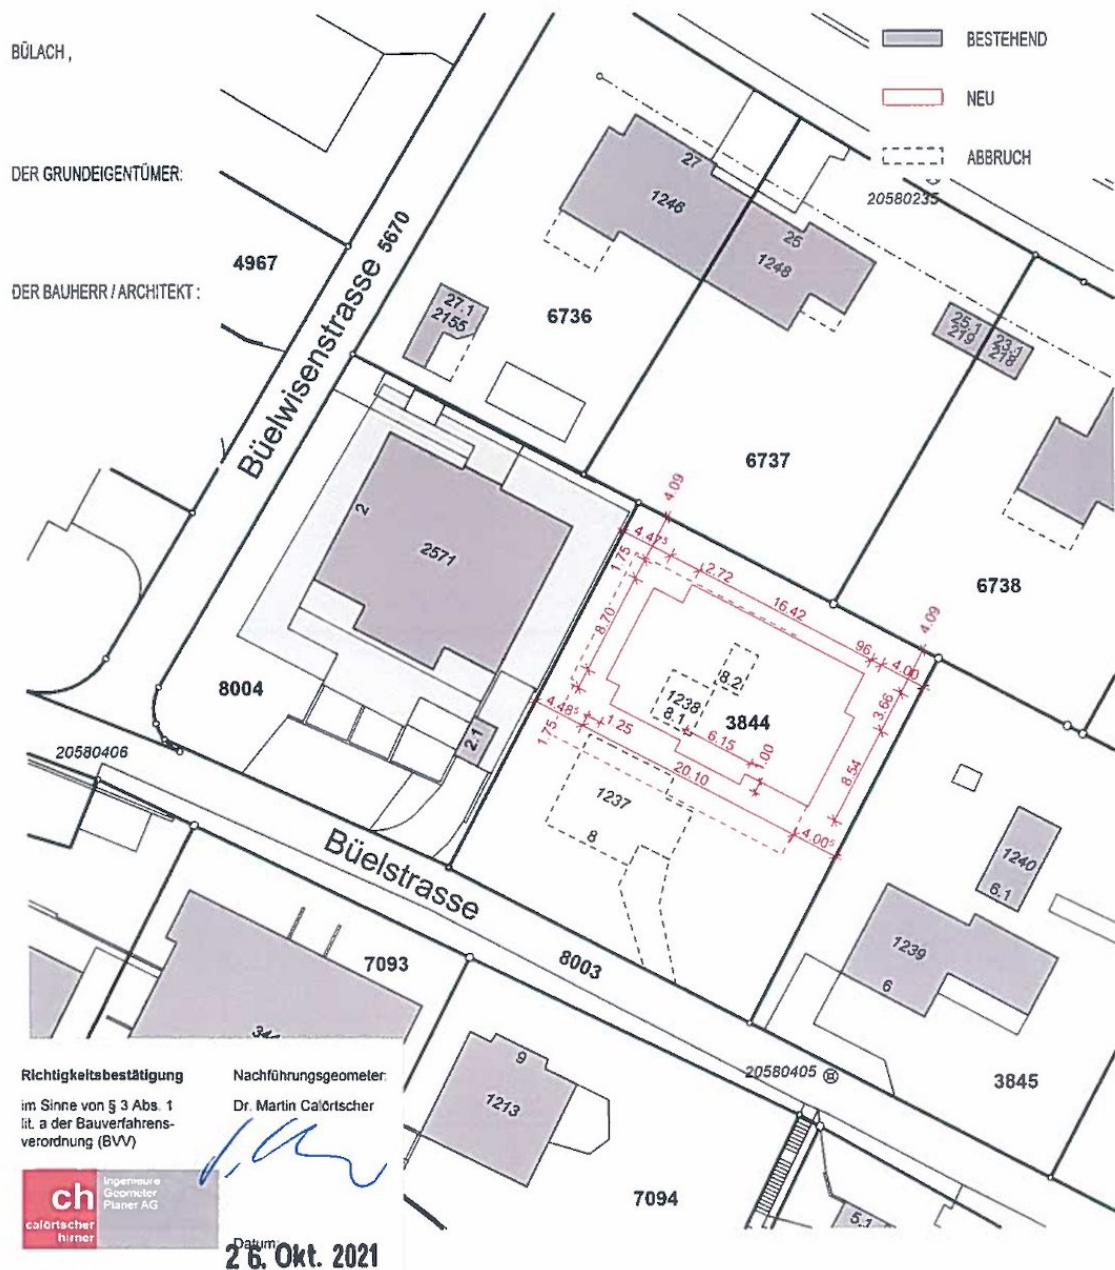 BÜLACH,
DER GRUNDEIGENTÜMER:
DER BAUHERR / ARCHITEKT :
BESTEHEND
NEU
ABBRUCH
20580235
4967
Büelwisenstrasse 5670
27
1246
25
1248
27.1
2155
6736
25.1
219
23.1
218
6737
6738
2
2571
4.09
4.47⁵
1.75
2.72
16.42
8.70
96
4.00
4.09
3.66
8.54
8.2
1238
8.1
3844
4.48⁵
1.25
6.15
1.00
1.75
20.10
4.00⁵
1237
8
8004
2.1
20580406
Büelstrasse
8003
1240
6.1
1239
6
3845
7093
20580405
9
1213
7094
5.1
Richtigkeitsbestätigung
im Sinne von § 3 Abs. 1
lit. a der Bauverfahrens-
verordnung (BVV)
Nachführungsgeometer:
Dr. Martin Calörtscher
ch
calörtscher
hirner
Ingenieure
Geometer
Planer AG
Datum:
26. Okt. 2021